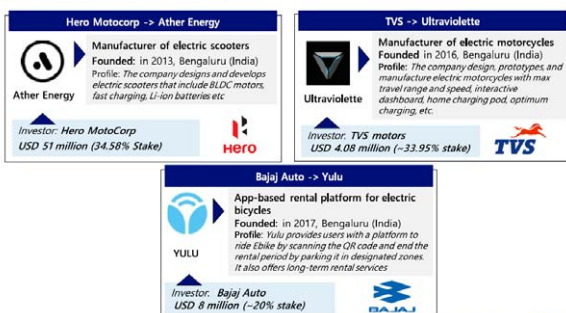 Hero Motocorp -> Ather Energy
Manufacturer of electric scooters
Founded: in 2013, Bengaluru (India)
Profile: The company designs and develops
electric scooters that include BLDC motors,
fast charging, Li-ion batteries etc
Ather Energy
Investor: Hero MotoCorp
USD 51 million (34.58% Stake)
Hero
TVS -> Ultraviolette
Manufacturer of electric motorcycles
Founded in 2016, Bengaluru (India)
Profile: The company design, prototypes, and
manufacture electric motorcycles with max
travel range and speed, interactive
dashboard, home charging pod, optimum
charging, etc.
Ultraviolette
Investor: TVS motors
USD 4.08 million (~33.95% stake)
TVS
Bajaj Auto -> Yulu
App-based rental platform for electric
bicycles
Founded: in 2017, Bengaluru (India)
Profile: Yulu provides users with a platform to
ride Ebike by scanning the QR code and end the
rental period by parking it in designated zones.
It also offers long-term rental services
YULU
Investor: Bajaj Auto
USD 8 million (~20% stake)
BAJAJ